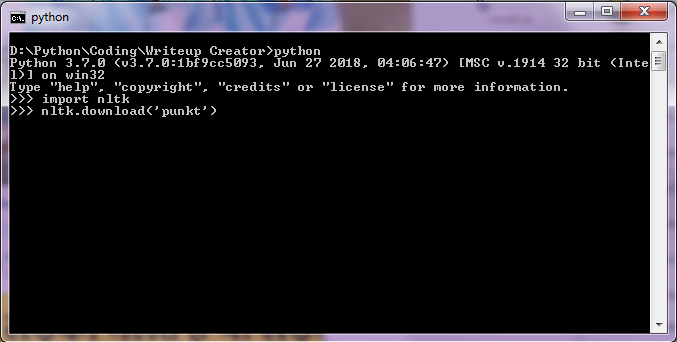 python
D:\Python\Coding\Writeup Creator>python
Python 3.7.0 (v3.7.0:1bf9cc5093, Jun 27 2018, 04:06:47) [MSC v.1914 32 bit (Inte
l)] on win32
Type "help", "copyright", "credits" or "license" for more information.
>>> import nltk
>>> nltk.download('punkt')